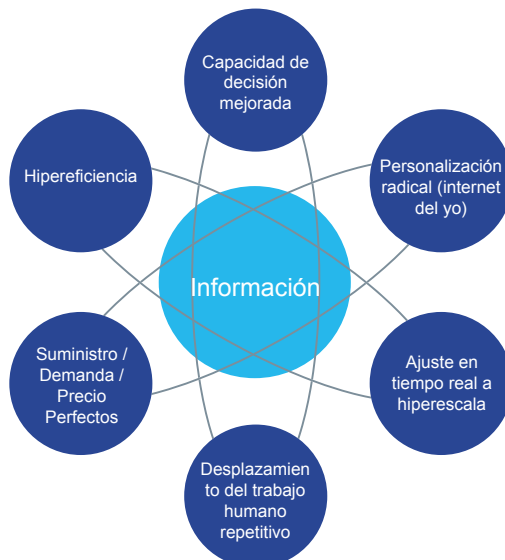 Capacidad de
decisión
mejorada
Hipereficiencia
Personalización
radical (internet
del yo)
Información
Suministro /
Demanda /
Precio
Perfectos
Ajuste en
tiempo real a
hiperescala
Desplazamien
to del trabajo
humano
repetitivo